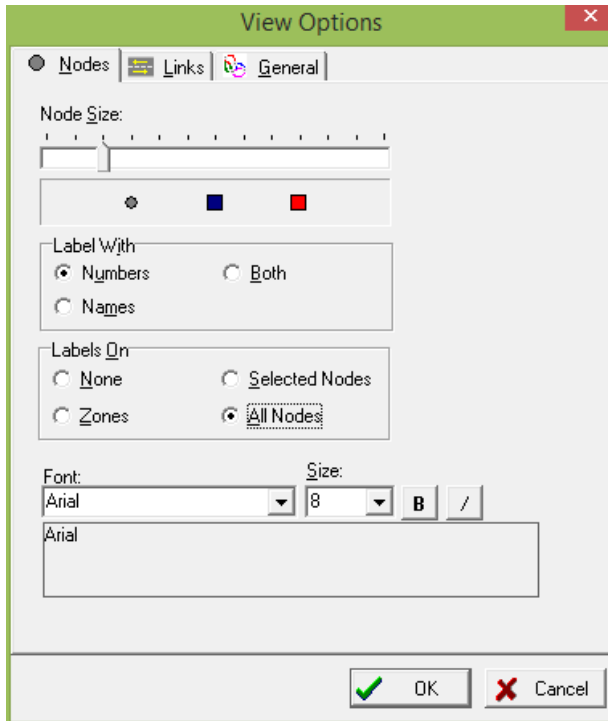 View Options
Nodes Links General
Node Size:
Label With
Numbers Both
Names
Labels On
None Selected Nodes
Zones All Nodes
Font: Size:
Arial 8 B /
Arial
OK Cancel